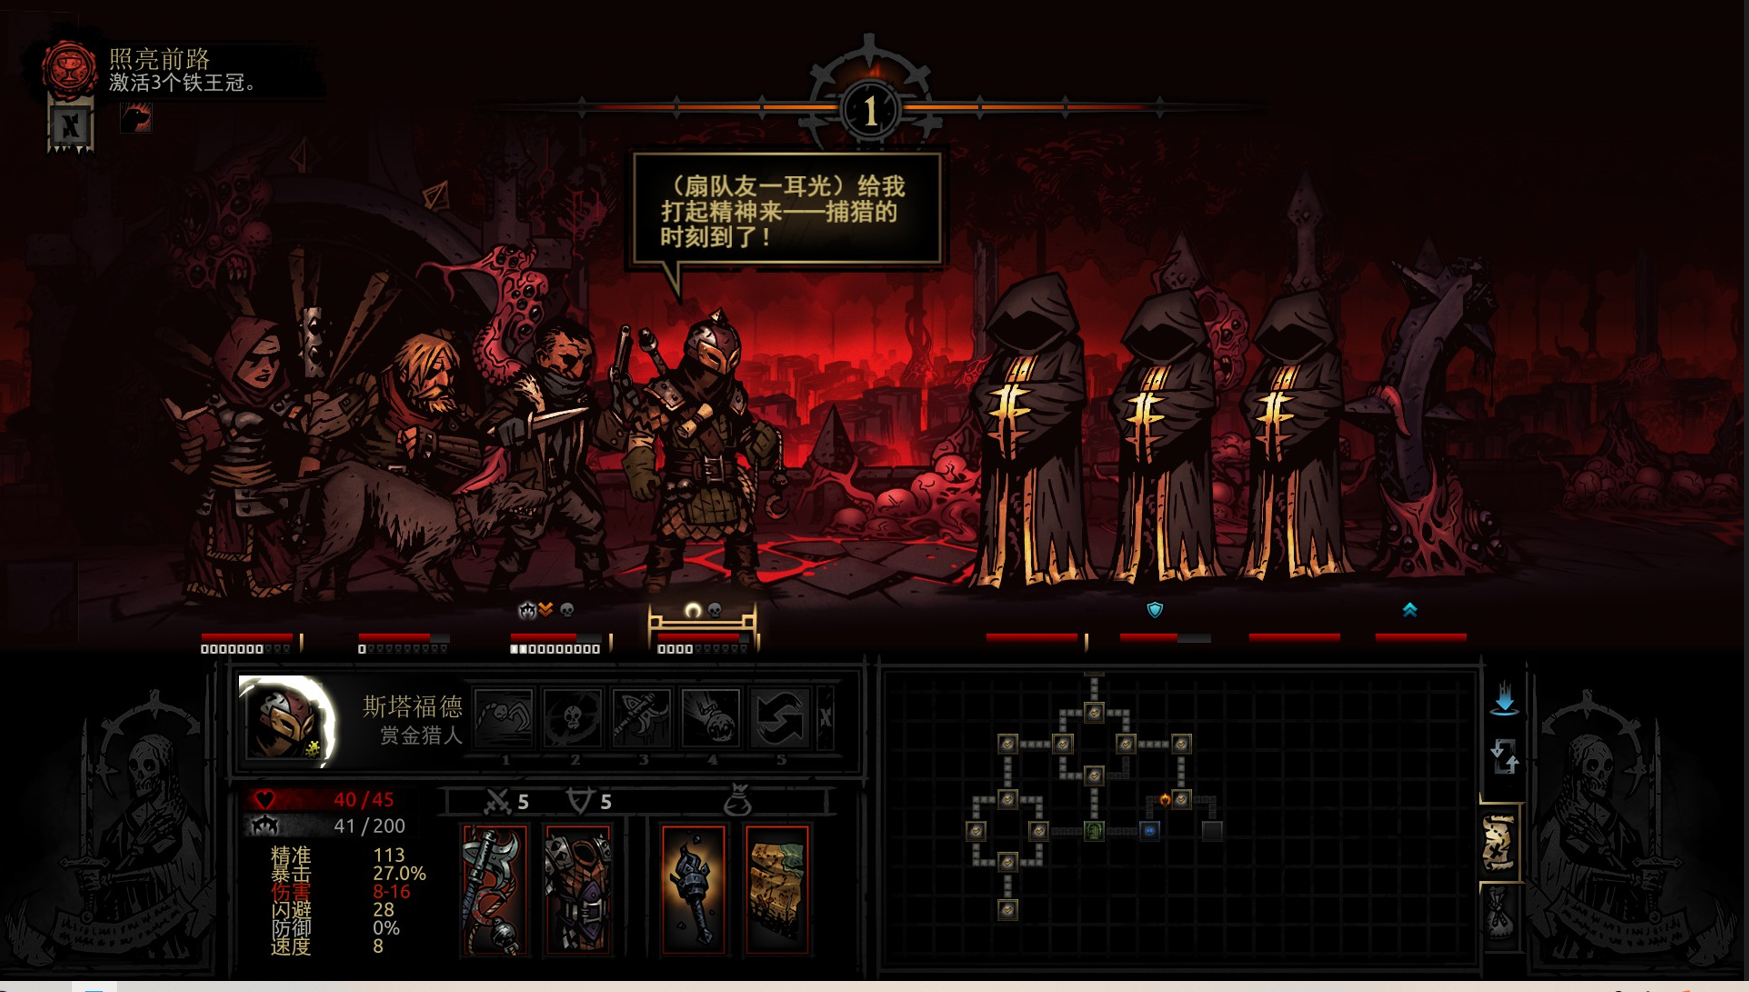 照亮前路
激活3个铁王冠。
1
（扇队友一耳光）给我
打起精神来——捕猎的
时刻到了！
斯塔福德
赏金猎人
1 2 3 4 5
40/45
41/200
5 5
精准 113
暴击 27.0%
伤害 8-16
闪避 28
防御 0%
速度 8